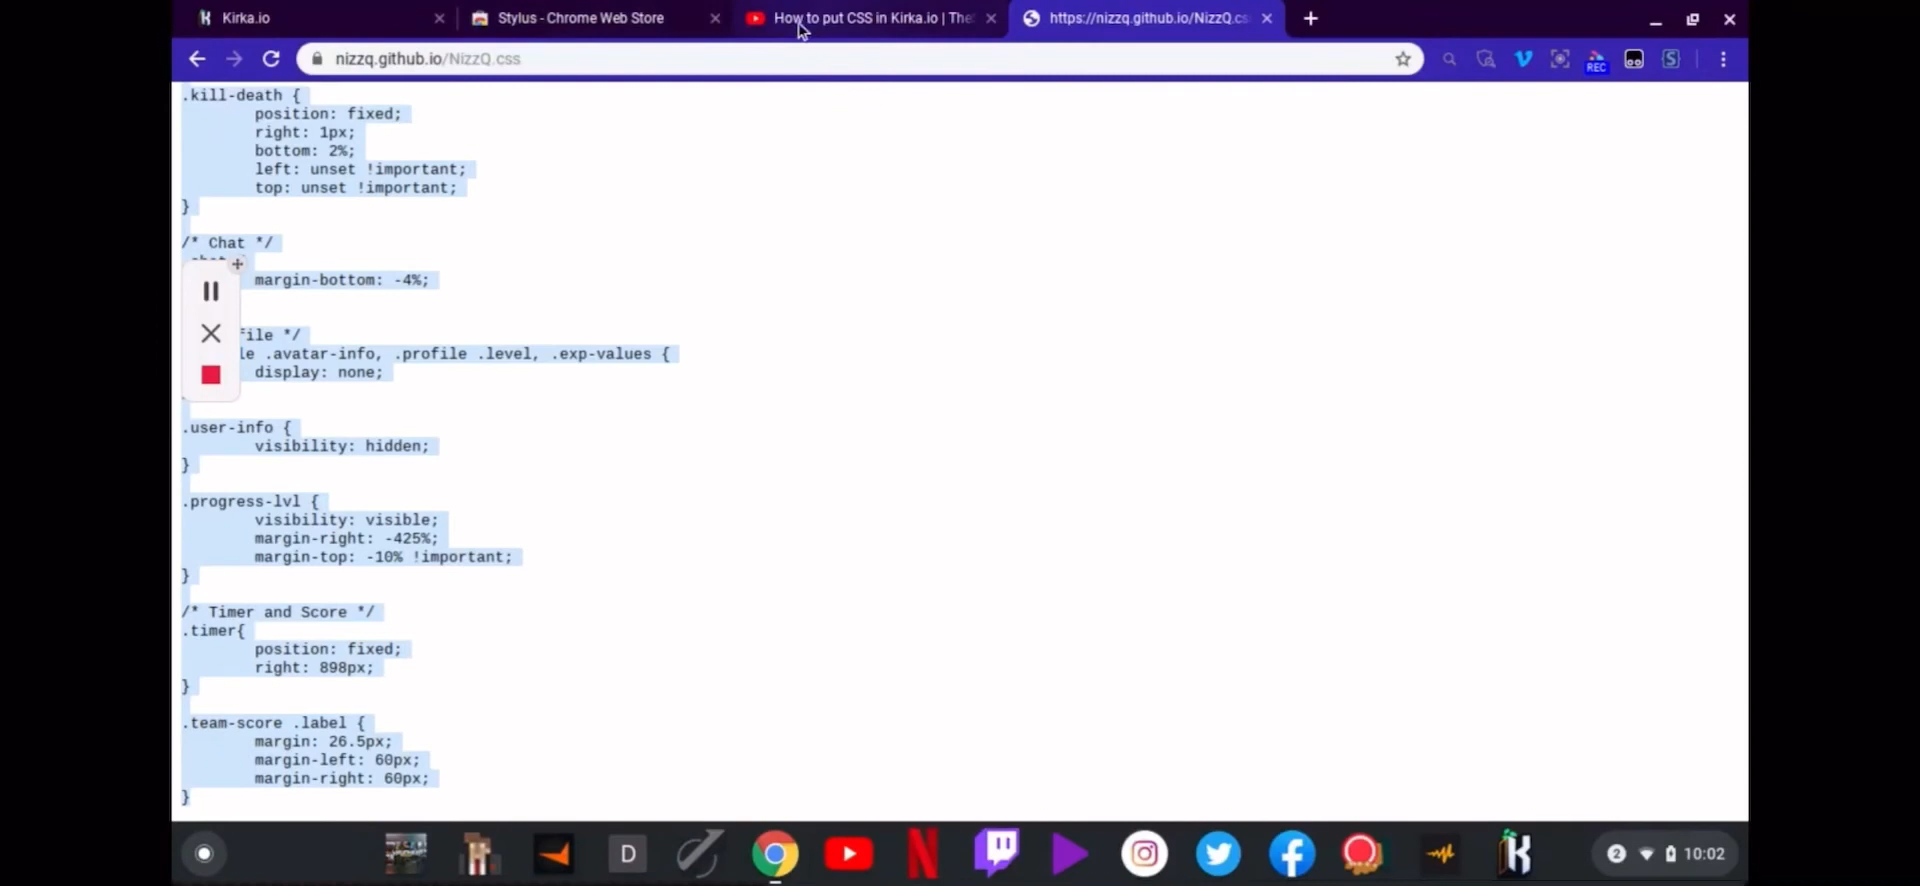 Kirka.io
Stylus - Chrome Web Store
How to put CSS in Kirka.io | The
https://nizzq.github.io/NizzQ.cs
nizzq.github.io/NizzQ.css
REC
.kill-death {
position: fixed;
right: 1px;
bottom: 2%;
left: unset !important;
top: unset !important;
}
/* Chat */
margin-bottom: -4%;
file */
le .avatar-info, .profile .level, .exp-values {
display: none;
.user-info {
visibility: hidden;
}
.progress-lvl {
visibility: visible;
margin-right: -425%;
margin-top: -10% !important;
}
/* Timer and Score */
.timer{
position: fixed;
right: 898px;
}
.team-score .label {
margin: 26.5px;
margin-left: 60px;
margin-right: 60px;
}
D
2 10:02